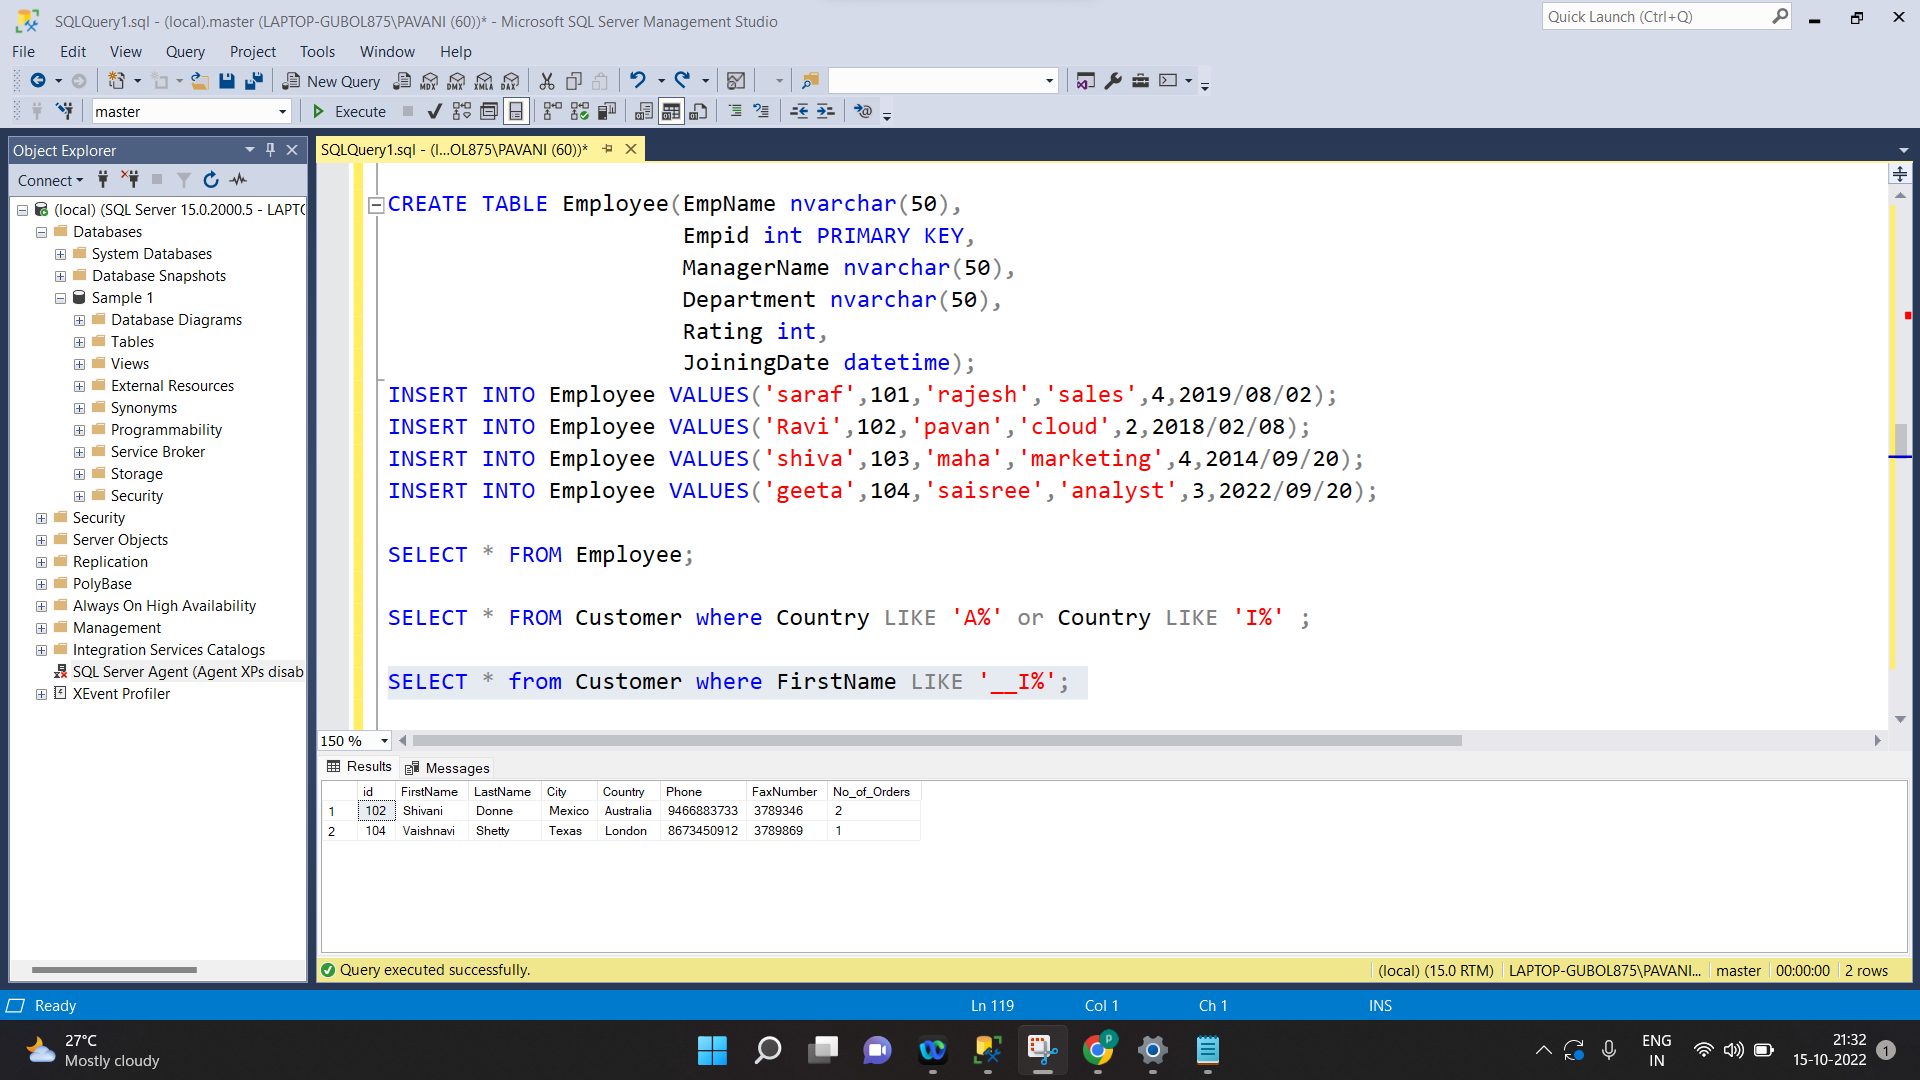 SQLQuery1.sql - (local).master (LAPTOP-GUBOL875\PAVANI (60))* - Microsoft SQL Server Management Studio
Quick Launch (Ctrl+Q)
File Edit View Query Project Tools Window Help
New Query MDX DMX XMLA DAX
master Execute
Object Explorer
Connect
(local) (SQL Server 15.0.2000.5 - LAPTO
Databases
System Databases
Database Snapshots
Sample 1
Database Diagrams
Tables
Views
External Resources
Synonyms
Programmability
Service Broker
Storage
Security
Security
Server Objects
Replication
PolyBase
Always On High Availability
Management
Integration Services Catalogs
SQL Server Agent (Agent XPs disab
XEvent Profiler
SQLQuery1.sql - (l...OL875\PAVANI (60))*
CREATE TABLE Employee(EmpName nvarchar(50),
Empid int PRIMARY KEY,
ManagerName nvarchar(50),
Department nvarchar(50),
Rating int,
JoiningDate datetime);
INSERT INTO Employee VALUES('saraf',101,'rajesh','sales',4,2019/08/02);
INSERT INTO Employee VALUES('Ravi',102,'pavan','cloud',2,2018/02/08);
INSERT INTO Employee VALUES('shiva',103,'maha','marketing',4,2014/09/20);
INSERT INTO Employee VALUES('geeta',104,'saisree','analyst',3,2022/09/20);
SELECT * FROM Employee;
SELECT * FROM Customer where Country LIKE 'A%' or Country LIKE 'I%' ;
SELECT * from Customer where FirstName LIKE '__I%';
150 %
Results Messages
id FirstName LastName City Country Phone FaxNumber No_of_Orders
1 102 Shivani Donne Mexico Australia 9466883733 3789346 2
2 104 Vaishnavi Shetty Texas London 8673450912 3789869 1
Query executed successfully. (local) (15.0 RTM) LAPTOP-GUBOL875\PAVANI... master 00:00:00 2 rows
Ready Ln 119 Col 1 Ch 1 INS
27°C
Mostly cloudy
P
ENG
IN
21:32
15-10-2022
1